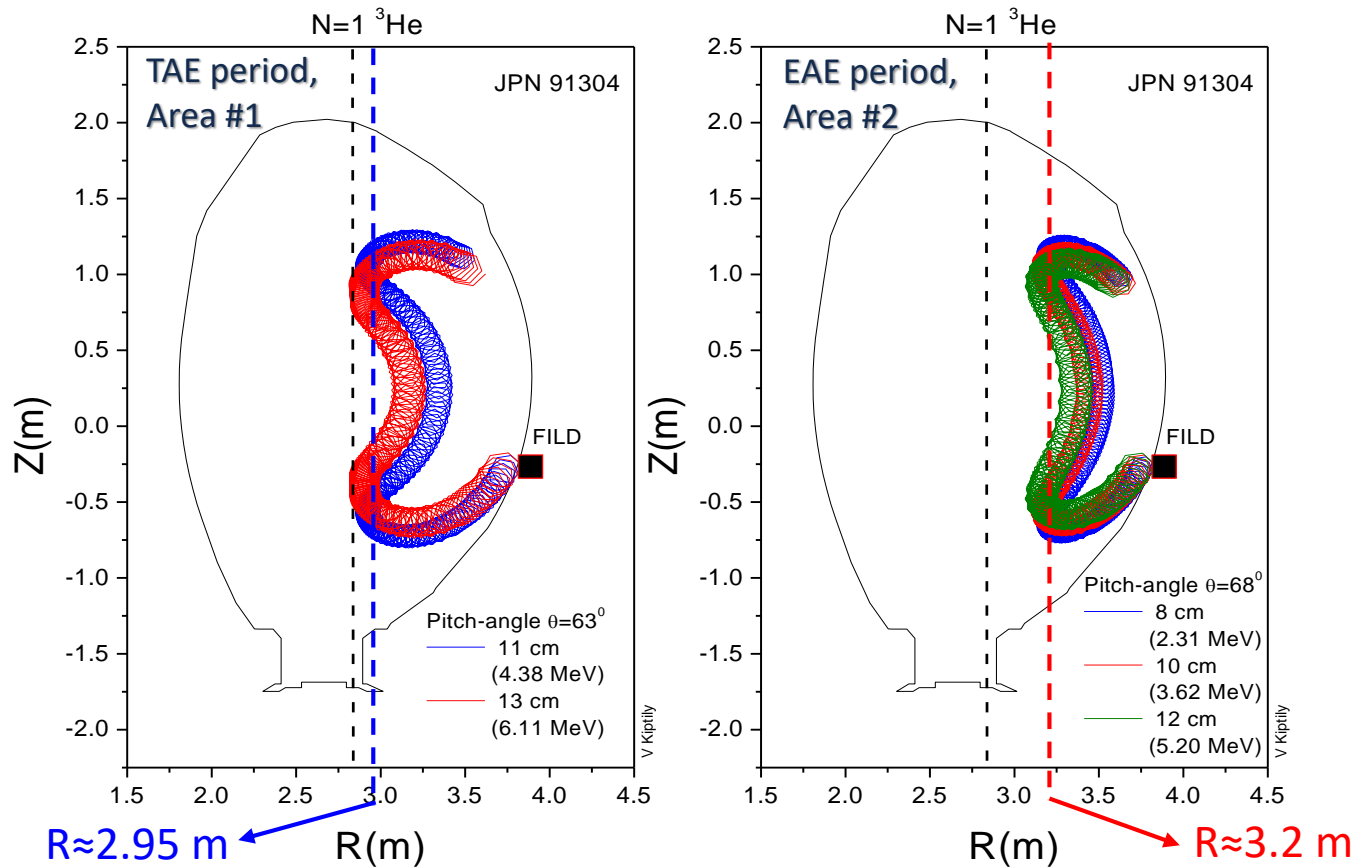 N=1 ³He
TAE period,
Area #1
JPN 91304
2.5
2.0
1.5
1.0
0.5
0.0
-0.5
-1.0
-1.5
-2.0
Z(m)
FILD
Pitch-angle θ=63⁰
11 cm
(4.38 MeV)
13 cm
(6.11 MeV)
V Kiptily
1.5 2.0 2.5 3.0 3.5 4.0 4.5
R(m)
R≈2.95 m
N=1 ³He
EAE period,
Area #2
JPN 91304
2.5
2.0
1.5
1.0
0.5
0.0
-0.5
-1.0
-1.5
-2.0
Z(m)
FILD
Pitch-angle θ=68⁰
8 cm
(2.31 MeV)
10 cm
(3.62 MeV)
12 cm
(5.20 MeV)
V Kiptily
1.5 2.0 2.5 3.0 3.5 4.0 4.5
R(m)
R≈3.2 m